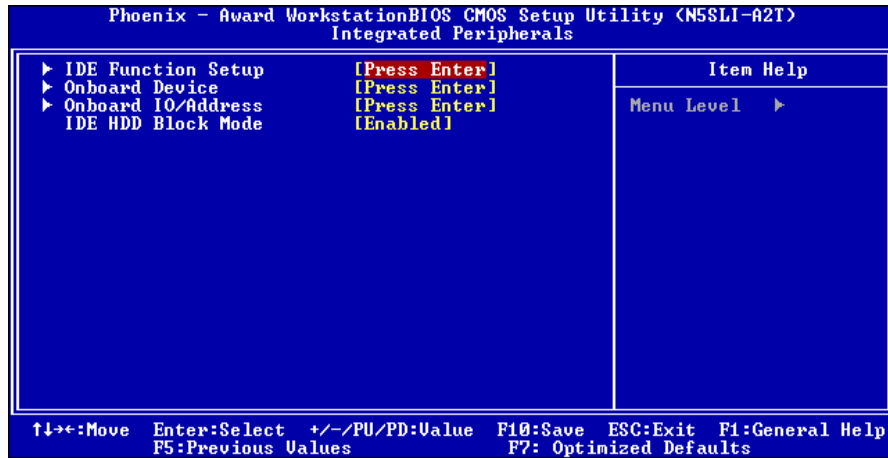 Phoenix - Award WorkstationBIOS CMOS Setup Utility (N5SLI-A2T)
Integrated Peripherals
▶ IDE Function Setup [Press Enter]
▶ Onboard Device [Press Enter]
▶ Onboard IO/Address [Press Enter]
IDE HDD Block Mode [Enabled]
Item Help
Menu Level ▶
↑↓→←:Move Enter:Select +/-/PU/PD:Value F10:Save ESC:Exit F1:General Help
F5:Previous Values F7: Optimized Defaults